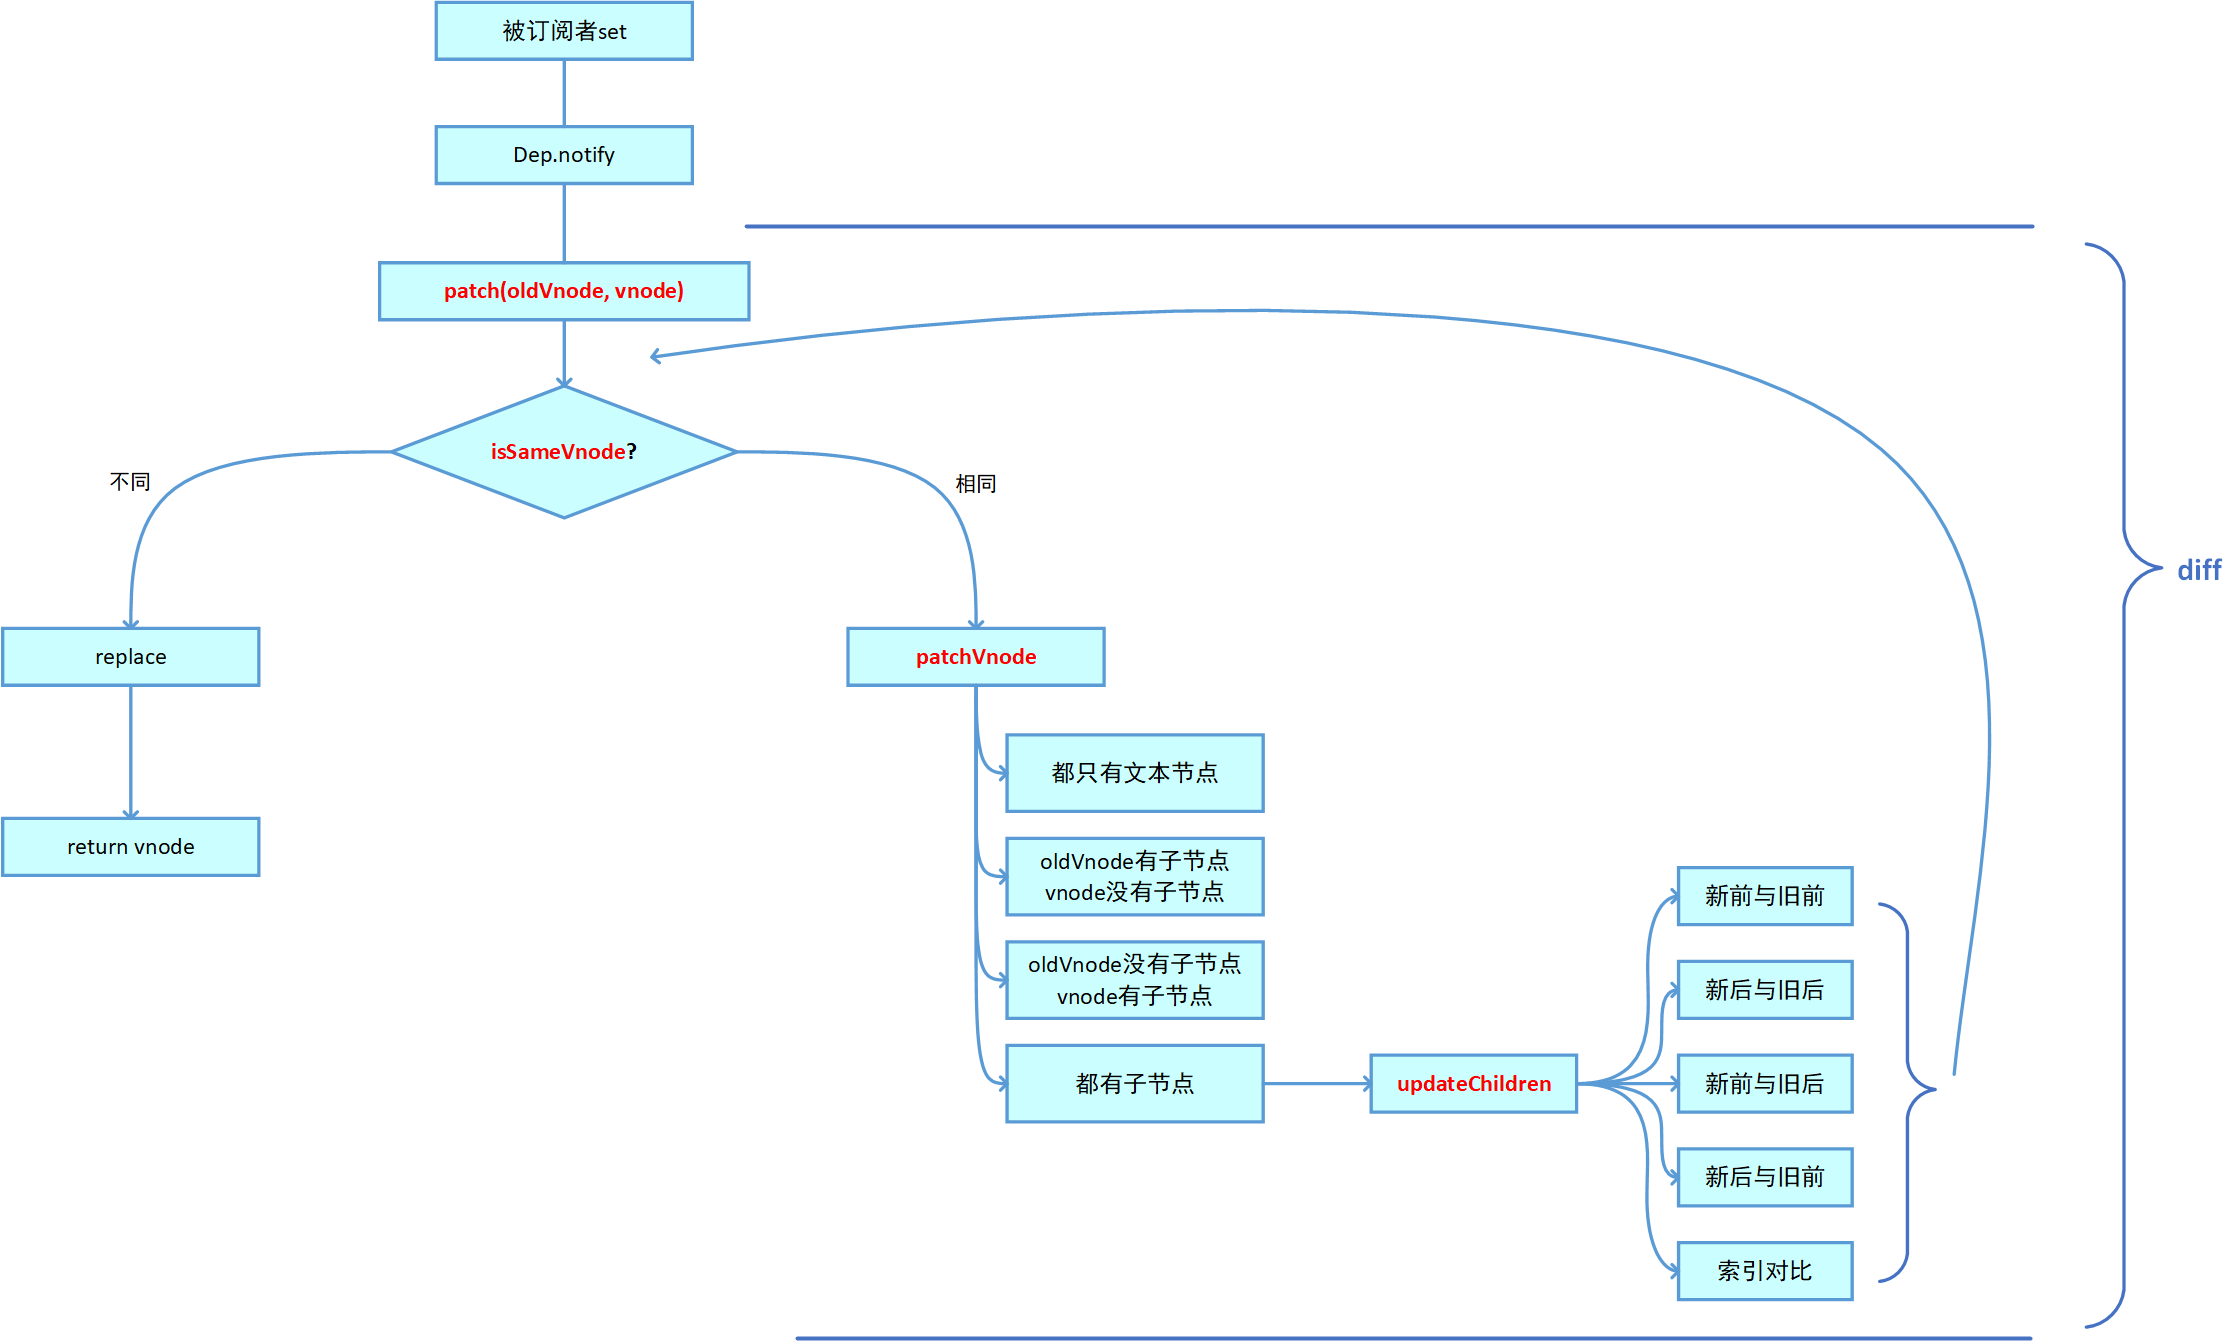 被订阅者set
Dep.notify
patch(oldVnode, vnode)
isSameVnode?
不同
相同
diff
replace
patchVnode
都只有文本节点
return vnode
oldVnode有子节点
vnode没有子节点
oldVnode没有子节点
vnode有子节点
都有子节点
updateChildren
新前与旧前
新后与旧后
新前与旧后
新后与旧前
索引对比